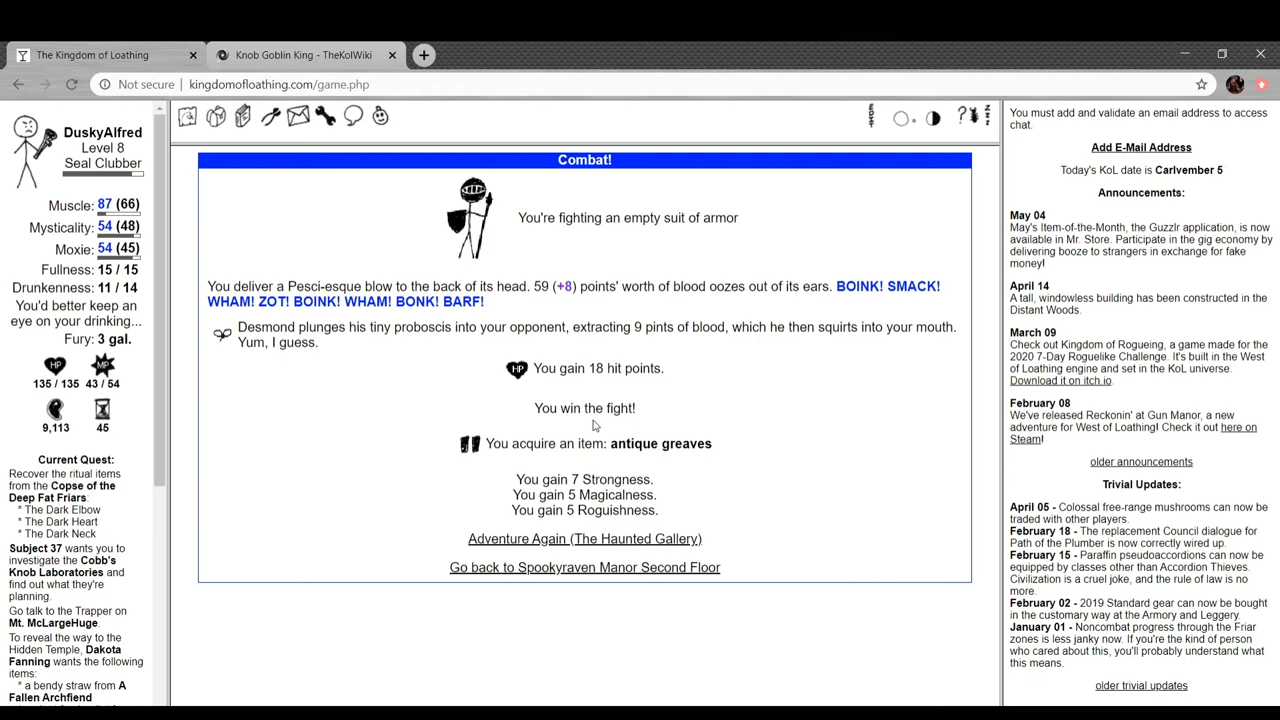 The Kingdom of Loathing
Knob Goblin King - TheKolWiki
Not secure
kingdomofloathing.com/game.php
DuskyAlfred
Level 8
Seal Clubber
Muscle: 87 (66)
Mysticality: 54 (48)
Moxie: 54 (45)
Fullness: 15 / 15
Drunkenness: 11 / 14
You'd better keep an
eye on your drinking...
Fury: 3 gal.
HP
MP
135 / 135
43 / 54
9,113
45
Current Quest:
Recover the ritual items
from the Copse of the
Deep Fat Friars:
* The Dark Elbow
* The Dark Heart
* The Dark Neck
Subject 37 wants you to
investigate the Cobb's
Knob Laboratories and
find out what they're
planning.
Go talk to the Trapper on
Mt. McLargeHuge.
To reveal the way to the
Hidden Temple, Dakota
Fanning wants the following
items:
* a bendy straw from A
Fallen Archfiend
EDIT
?
Combat!
You're fighting an empty suit of armor
You deliver a Pesci-esque blow to the back of its head. 59 (+8) points' worth of blood oozes out of its ears. BOINK! SMACK!
WHAM! ZOT! BOINK! WHAM! BONK! BARF!
Desmond plunges his tiny proboscis into your opponent, extracting 9 pints of blood, which he then squirts into your mouth.
Yum, I guess.
HP
You gain 18 hit points.
You win the fight!
You acquire an item: antique greaves
You gain 7 Strongness.
You gain 5 Magicalness.
You gain 5 Roguishness.
Adventure Again (The Haunted Gallery)
Go back to Spookyraven Manor Second Floor
You must add and validate an email address to access
chat.
Add E-Mail Address
Today's KoL date is Carlvember 5
Announcements:
May 04
May's Item-of-the-Month, the Guzzlr application, is now
available in Mr. Store. Participate in the gig economy by
delivering booze to strangers in exchange for fake
money!
April 14
A tall, windowless building has been constructed in the
Distant Woods.
March 09
Check out Kingdom of Rogueing, a game made for the
2020 7-Day Roguelike Challenge. It's built in the West
of Loathing engine and set in the KoL universe.
Download it on itch.io.
February 08
We've released Reckonin' at Gun Manor, a new
adventure for West of Loathing! Check it out here on
Steam!
older announcements
Trivial Updates:
April 05 - Colossal free-range mushrooms can now be
traded with other players.
February 18 - The replacement Council dialogue for
Path of the Plumber is now correctly wired up.
February 15 - Paraffin pseudoaccordions can now be
equipped by classes other than Accordion Thieves.
Civilization is a cruel joke, and the rule of law is no
more.
February 02 - 2019 Standard gear can now be bought
in the customary way at the Armory and Leggery.
January 01 - Noncombat progress through the Friar
zones is less janky now. If you're the kind of person
who cared about this, you'll probably understand what
this means.
older trivial updates